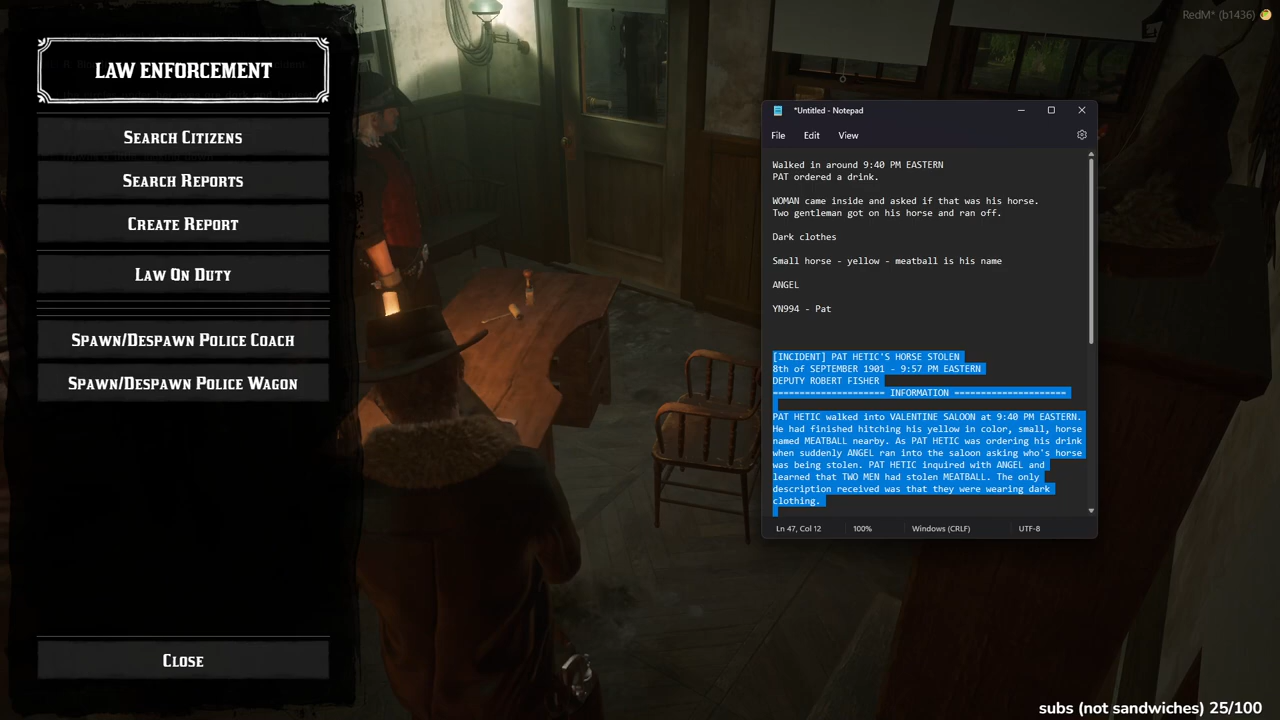 RedM* (b1436)
LAW ENFORCEMENT
SEARCH CITIZENS
SEARCH REPORTS
CREATE REPORT
LAW ON DUTY
SPAWN/DESPAWN POLICE COACH
SPAWN/DESPAWN POLICE WAGON
CLOSE
*Untitled - Notepad
File Edit View
Walked in around 9:40 PM EASTERN
PAT ordered a drink.
WOMAN came inside and asked if that was his horse.
Two gentleman got on his horse and ran off.
Dark clothes
Small horse - yellow - meatball is his name
ANGEL
YN994 - Pat
[INCIDENT] PAT HETIC'S HORSE STOLEN
8th of SEPTEMBER 1901 - 9:57 PM EASTERN
DEPUTY ROBERT FISHER
===================== INFORMATION =====================
PAT HETIC walked into VALENTINE SALOON at 9:40 PM EASTERN.
He had finished hitching his yellow in color, small, horse
named MEATBALL nearby. As PAT HETIC was ordering his drink
when suddenly ANGEL ran into the saloon asking who's horse
was being stolen. PAT HETIC inquired with ANGEL and
learned that TWO MEN had stolen MEATBALL. The only
description received was that they were wearing dark
clothing.
Ln 47, Col 12 100% Windows (CRLF) UTF-8
subs (not sandwiches) 25/100